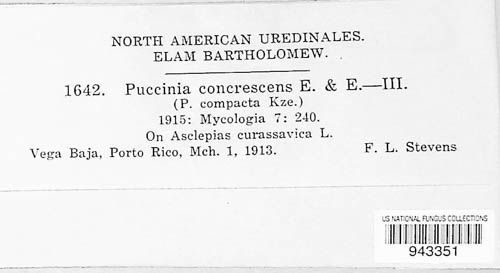 NORTH AMERICAN UREDINALES.
ELAM BARTHOLOMEW.
1642. Puccinia concrescens E. & E.—III.
(P. compacta Kze.)
1915: Mycologia 7: 240.
On Asclepias curassavica L.
Vega Baja, Porto Rico, Mch. 1, 1913. F. L. Stevens
US NATIONAL FUNGUS COLLECTIONS
943351